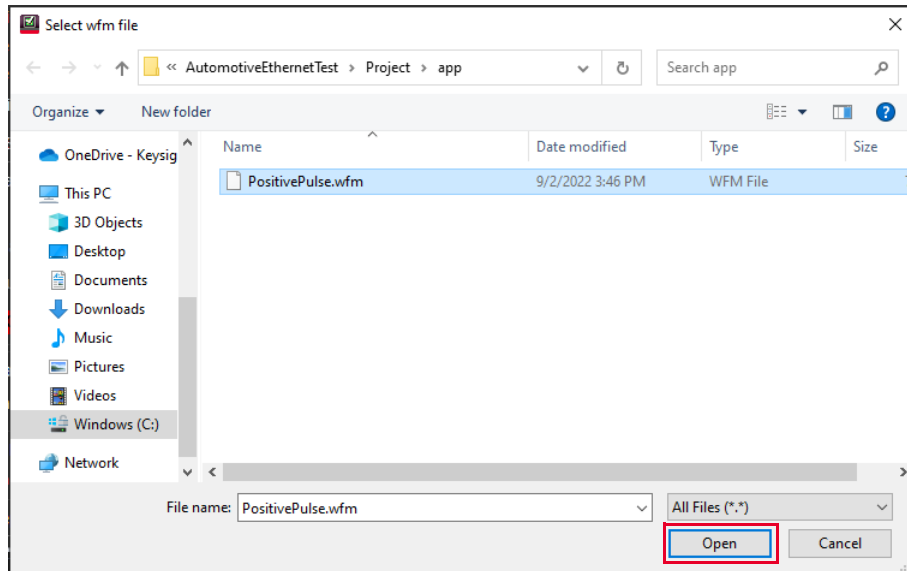 Select wfm file
« AutomotiveEthernetTest › Project › app
Search app
Organize
New folder
Name
Date modified
Type
Size
PositivePulse.wfm
9/2/2022 3:46 PM
WFM File
OneDrive - Keysig
This PC
3D Objects
Desktop
Documents
Downloads
Music
Pictures
Videos
Windows (C:)
Network
File name:
PositivePulse.wfm
All Files (*.*)
Open
Cancel